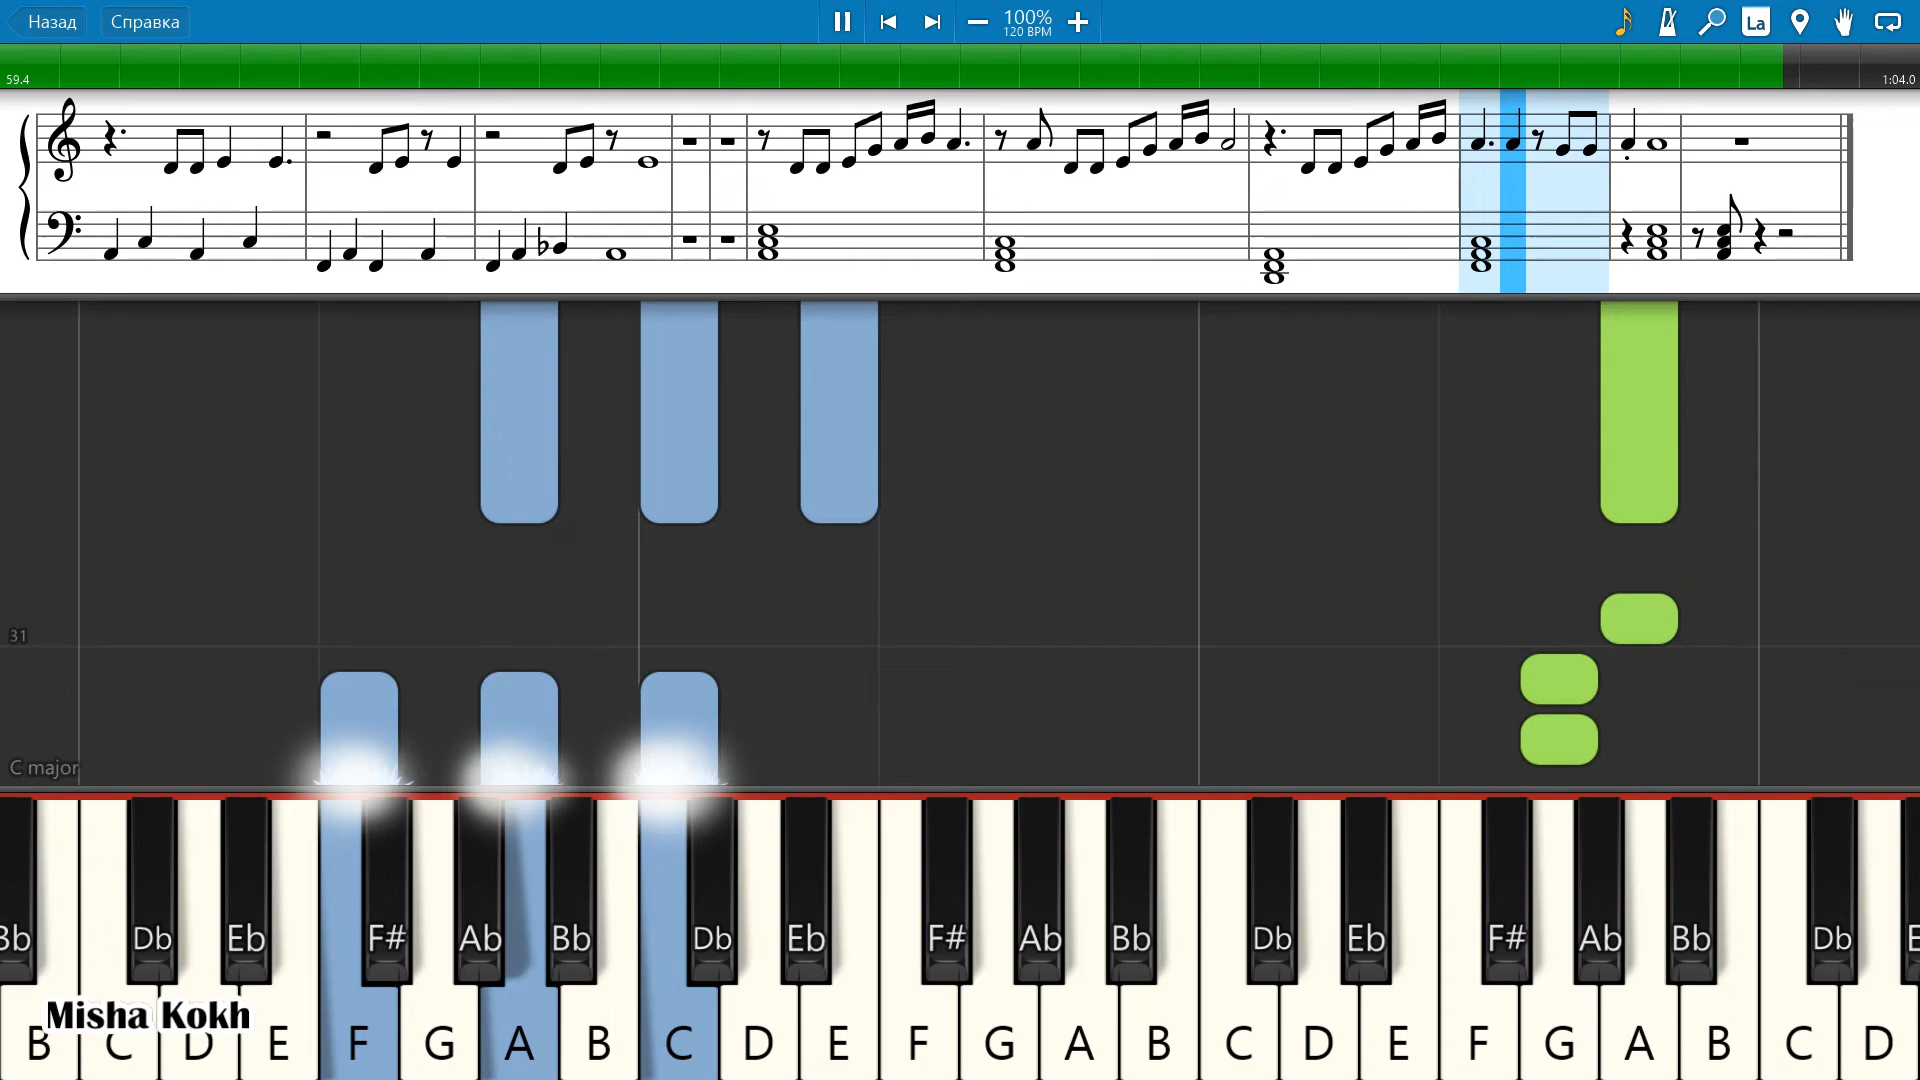 Назад Справка 100% La
120 BPM
59.4 1:04.0
31
C major
Bb Db Eb F# Ab Bb Db Eb F# Ab Bb Db Eb F# Ab Bb Db E
Misha Kokh
B C D E F G A B C D E F G A B C D E F G A B C D